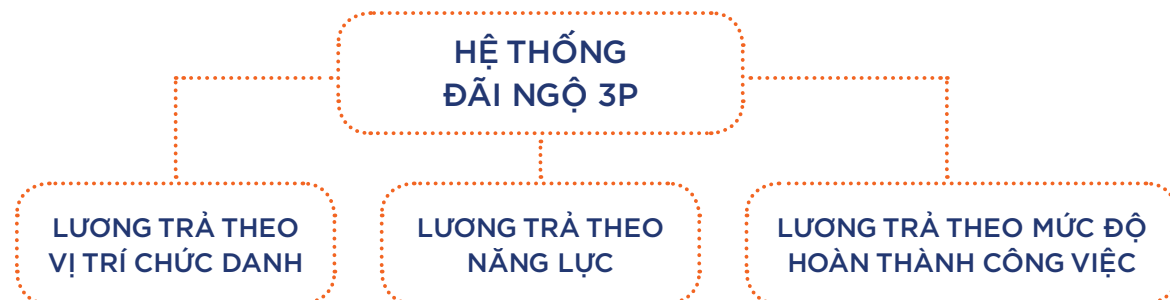 HỆ THỐNG
ĐÃI NGỘ 3P
LƯƠNG TRẢ THEO
VỊ TRÍ CHỨC DANH
LƯƠNG TRẢ THEO
NĂNG LỰC
LƯƠNG TRẢ THEO MỨC ĐỘ
HOÀN THÀNH CÔNG VIỆC